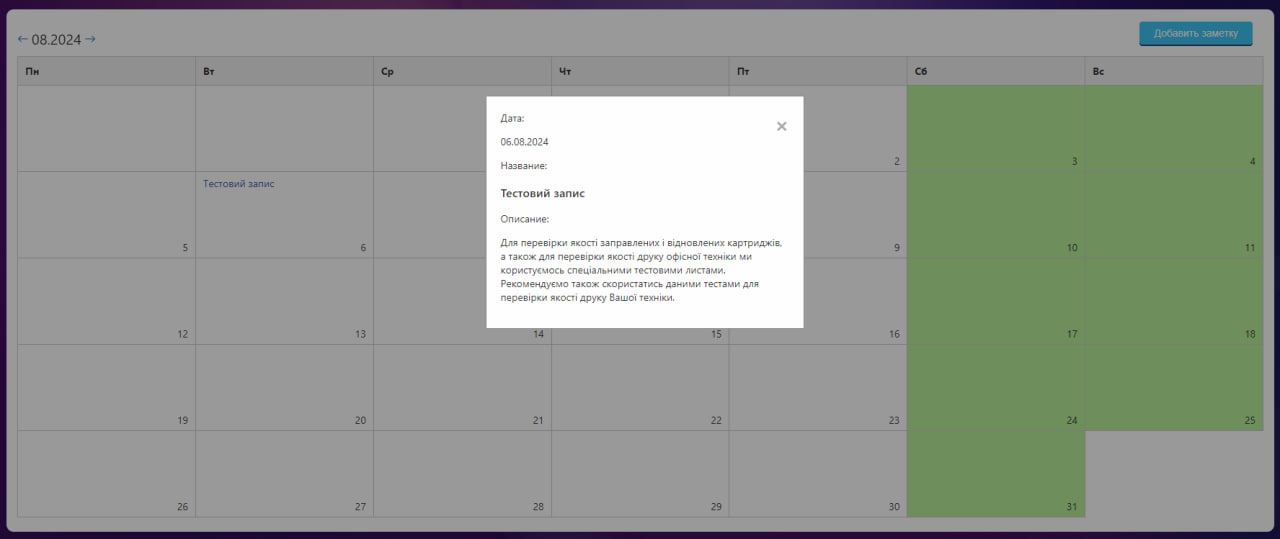 ← 08.2024 →
Добавить заметку
Пн Вт Ср Чт Пт Сб Вс
2 3 4
Тестовий запис
5 6 9 10 11
12 13 14 15 16 17 18
19 20 21 22 23 24 25
26 27 28 29 30 31
Дата:
×
06.08.2024
Название:
Тестовий запис
Описание:
Для перевірки якості заправлених і відновлених картриджів,
а також для перевірки якості друку офісної техніки ми
користуємось спеціальними тестовими листами.
Рекомендуємо також скористатись даними тестами для
перевірки якості друку Вашої техніки.